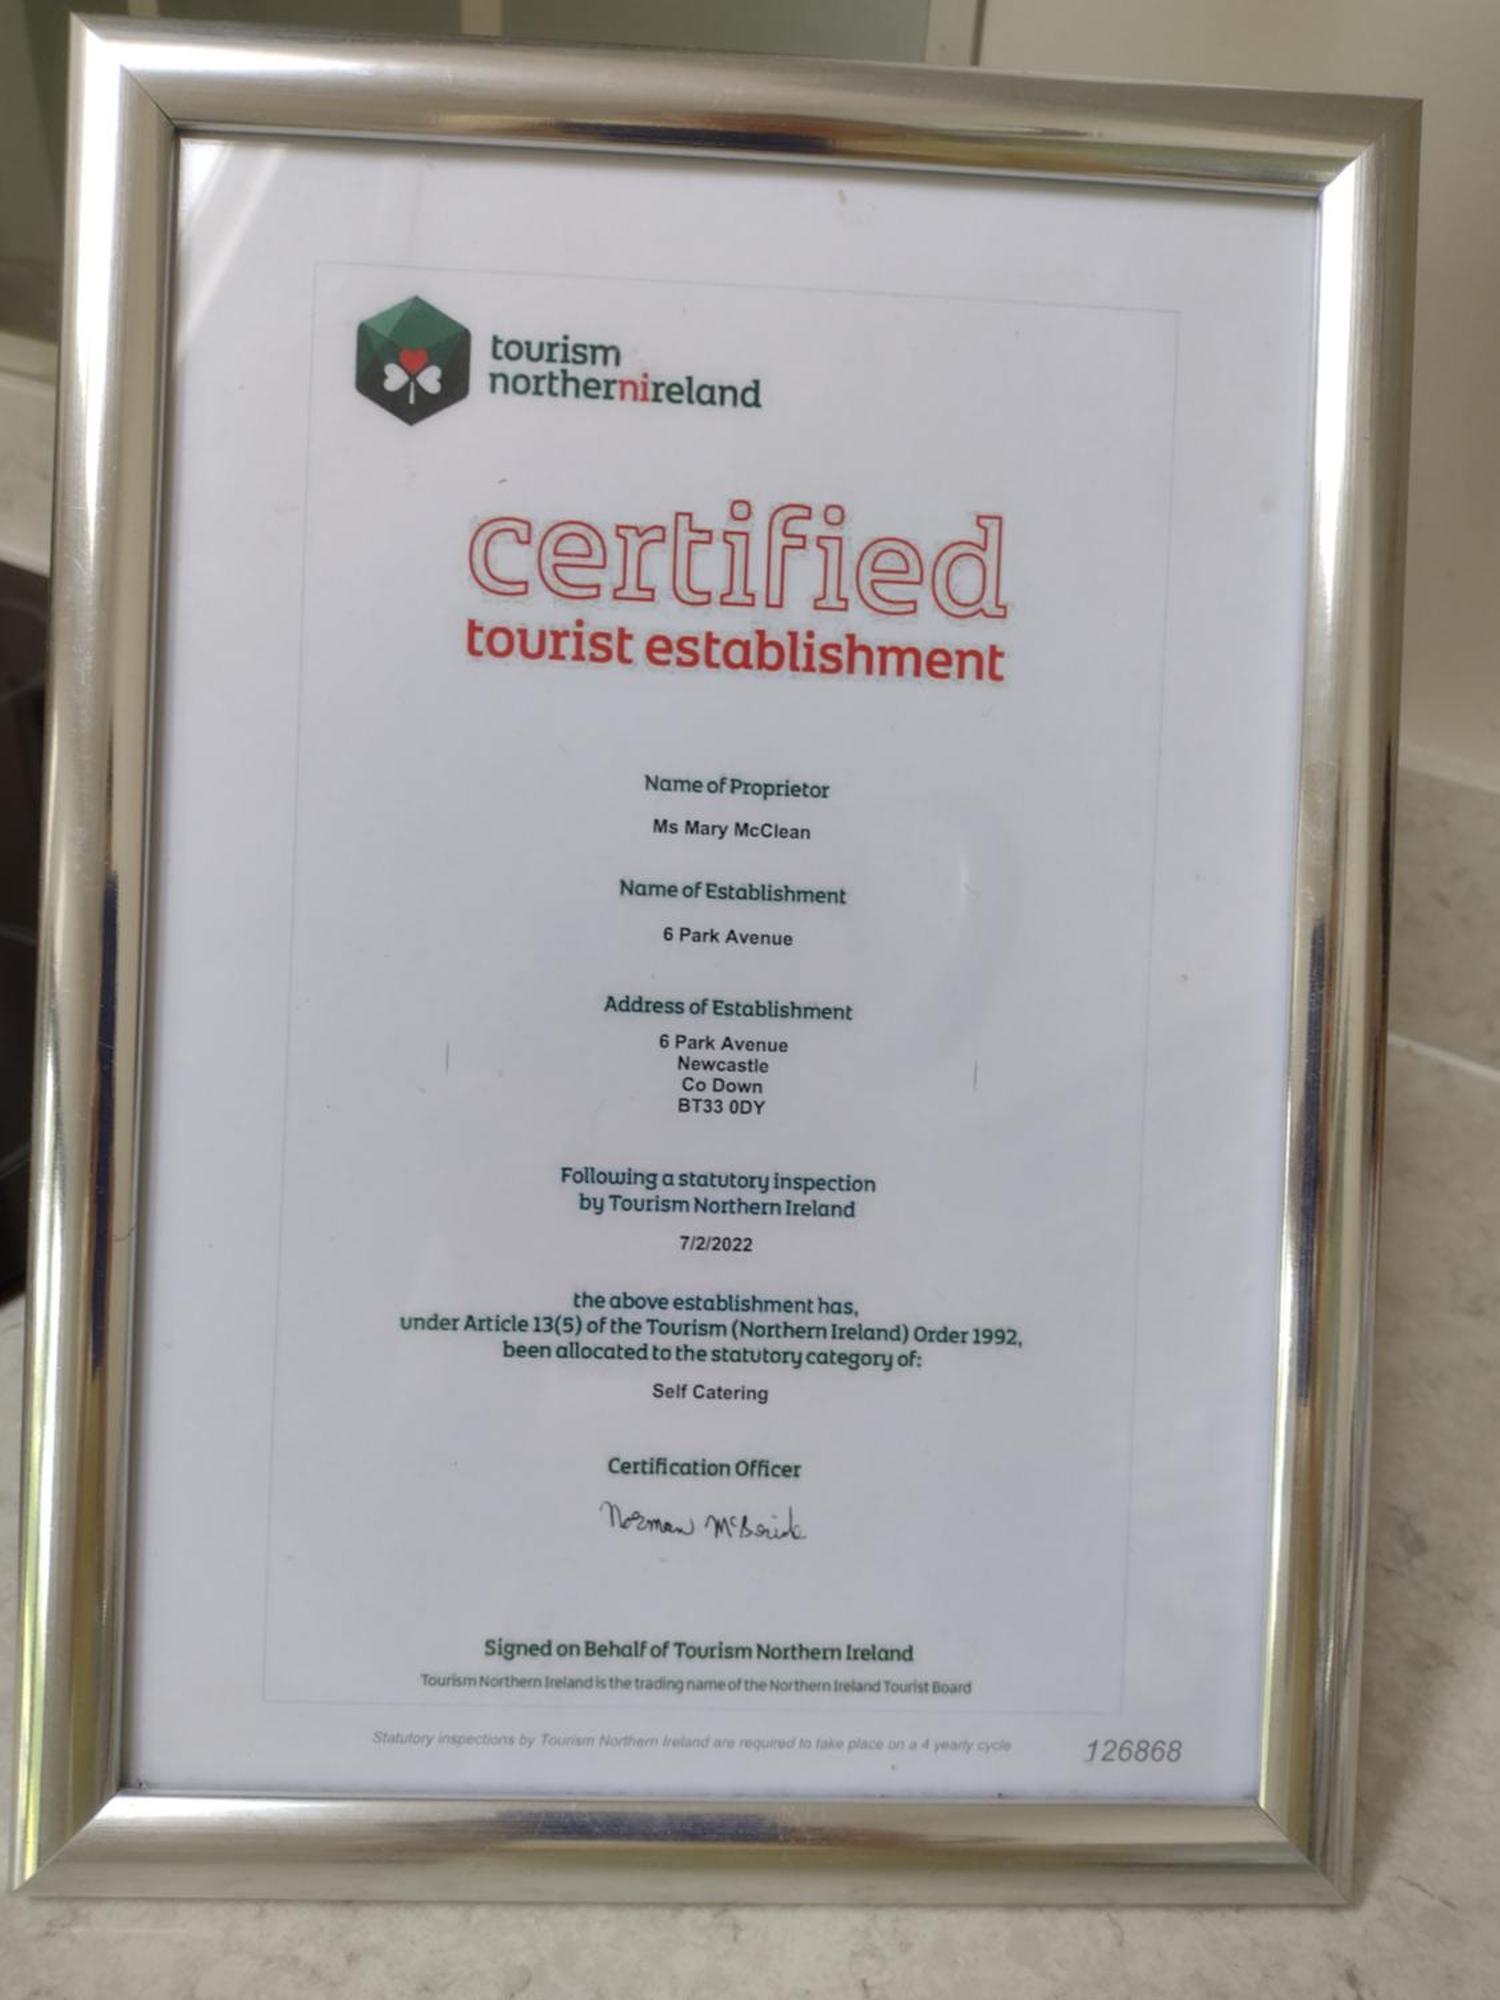 tourism
northernireland
certified
tourist establishment
Name of Proprietor
Ms Mary McClean
Name of Establishment
6 Park Avenue
Address of Establishment
6 Park Avenue
Newcastle
Co Down
BT33 0DY
Following a statutory inspection
by Tourism Northern Ireland
7/2/2022
the above establishment has,
under Article 13(5) of the Tourism (Northern Ireland) Order 1992,
been allocated to the statutory category of:
Self Catering
Certification Officer
Norman McBride
Signed on Behalf of Tourism Northern Ireland
Tourism Northern Ireland is the trading name of the Northern Ireland Tourist Board
Statutory inspections by Tourism Northern Ireland are required to take place on a 4 yearly cycle
126868